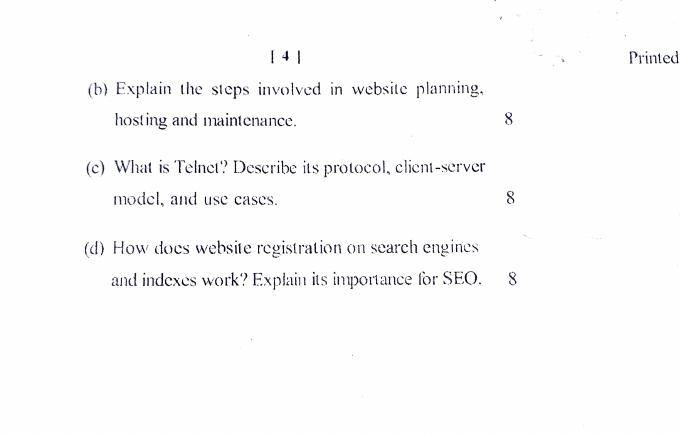 [ 4 ]
Printed
(b) Explain the steps involved in website planning,
hosting and maintenance. 8
(c) What is Telnet? Describe its protocol, client-server
model, and use cases. 8
(d) How does website registration on search engines
and indexes work? Explain its importance for SEO. 8